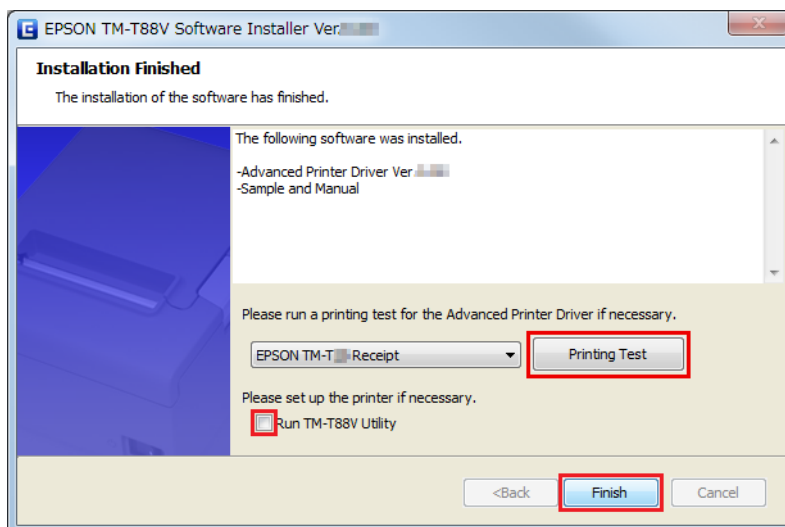 EPSON TM-T88V Software Installer Ver.
Installation Finished
The installation of the software has finished.
The following software was installed.
-Advanced Printer Driver Ver
-Sample and Manual
Please run a printing test for the Advanced Printer Driver if necessary.
EPSON TM-T Receipt
Printing Test
Please set up the printer if necessary.
Run TM-T88V Utility
<Back
Finish
Cancel